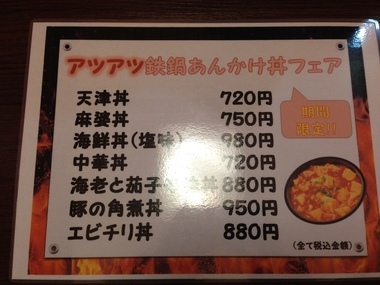 アツアツ鉄鍋あんかけ丼フェア
期間
限定!!
天津丼 720円
麻婆丼 750円
海鮮丼(塩味) 980円
中華丼 720円
海老と茄子 丼 880円
豚の角煮丼 950円
エビチリ丼 880円
(全て税込金額)